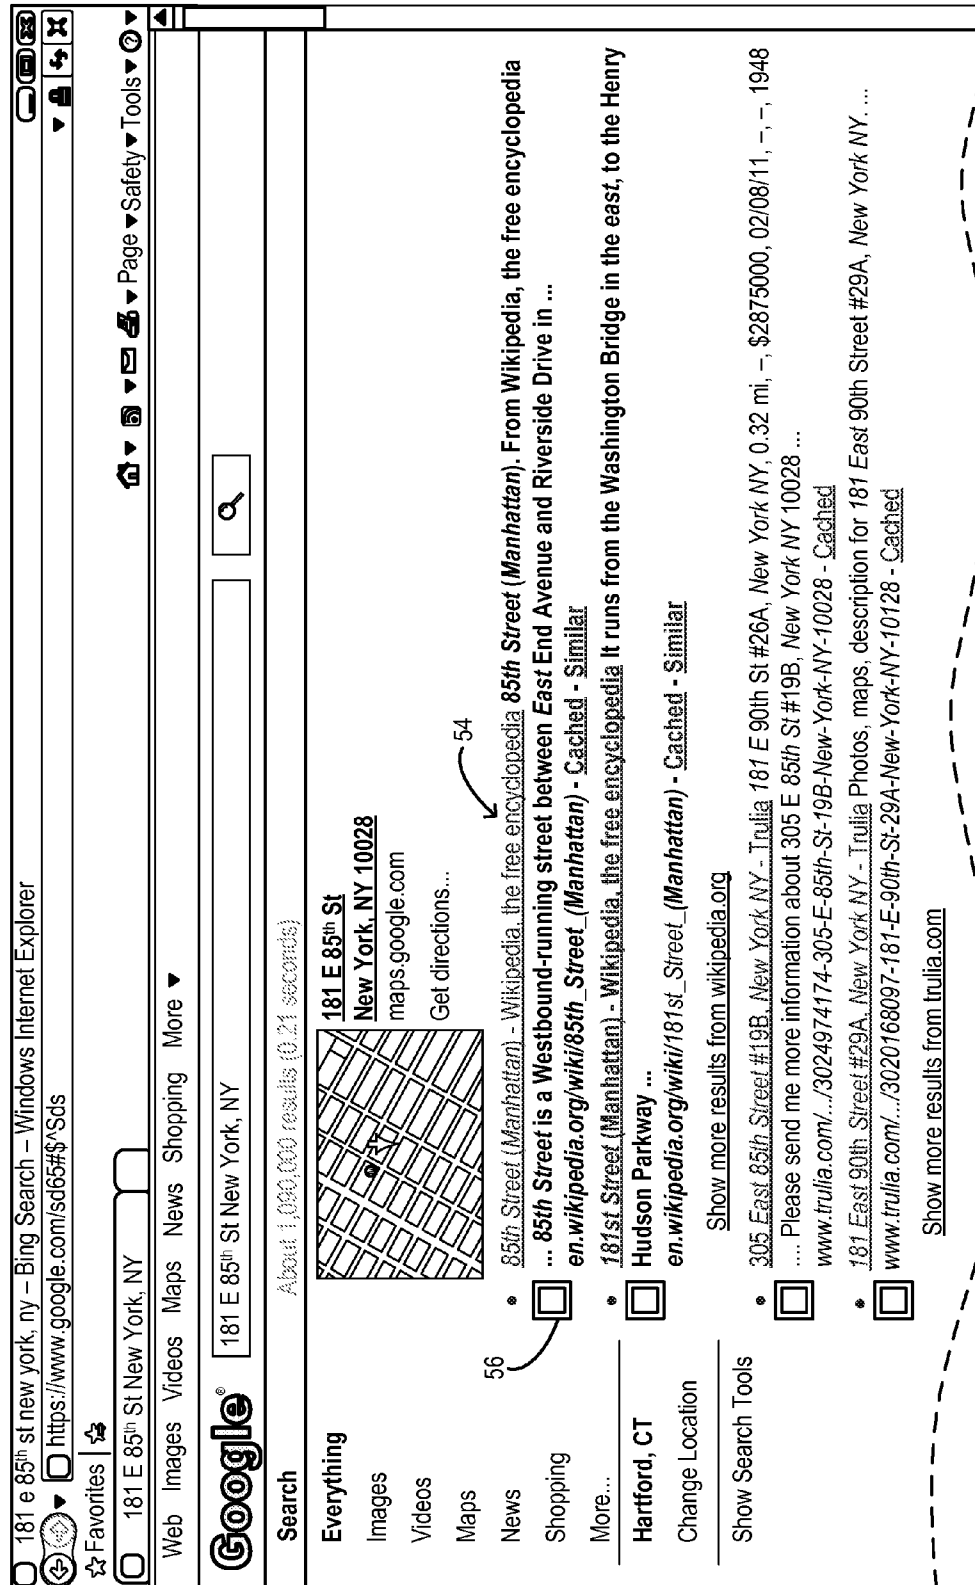 181 e 85th st new york, ny – Bing Search – Windows Internet Explorer
https://www.google.com/sd65#$^Sds
Favorites
181 E 85th St New York, NY
Page Safety Tools
Web Images Videos Maps News Shopping More
Google
181 E 85th St New York, NY
Search
About 1,090,000 results (0.21 seconds)
Everything
Images
Videos
Maps
News
Shopping
More...
Hartford, CT
Change Location
Show Search Tools
181 E 85th St
New York, NY 10028
maps.google.com
Get directions...
54
56
85th Street (Manhattan) - Wikipedia, the free encyclopedia 85th Street (Manhattan). From Wikipedia, the free encyclopedia
... 85th Street is a Westbound-running street between East End Avenue and Riverside Drive in ...
en.wikipedia.org/wiki/85th_Street_(Manhattan) - Cached - Similar
181st Street (Manhattan) - Wikipedia, the free encyclopedia It runs from the Washington Bridge in the east, to the Henry
Hudson Parkway ...
en.wikipedia.org/wiki/181st_Street_(Manhattan) - Cached - Similar
Show more results from wikipedia.org
305 East 85th Street #19B, New York NY - Trulia 181 E 90th St #26A, New York NY, 0.32 mi, –, $2875000, 02/08/11, –, –, 1948
.... Please send me more information about 305 E 85th St #19B, New York NY 10028 ...
www.trulia.com/.../3024974174-305-E-85th-St-19B-New-York-NY-10028 - Cached
181 East 90th Street #29A, New York NY - Trulia Photos, maps, description for 181 East 90th Street #29A, New York NY. ...
www.trulia.com/.../3020168097-181-E-90th-St-29A-New-York-NY-10128 - Cached
Show more results from trulia.com